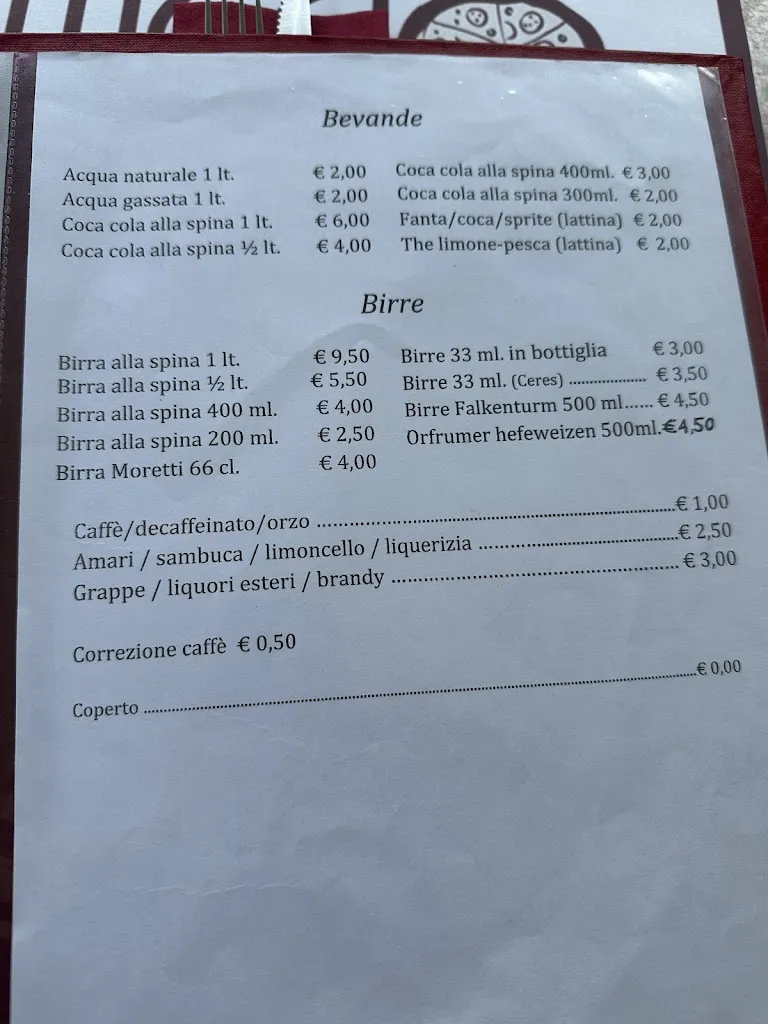 Bevande
Acqua naturale 1 lt. € 2,00
Acqua gassata 1 lt. € 2,00
Coca cola alla spina 1 lt. € 6,00
Coca cola alla spina ½ lt. € 4,00
Coca cola alla spina 400ml. € 3,00
Coca cola alla spina 300ml. € 2,00
Fanta/coca/sprite (lattina) € 2,00
The limone-pesca (lattina) € 2,00
Birre
Birra alla spina 1 lt. € 9,50
Birra alla spina ½ lt. € 5,50
Birra alla spina 400 ml. € 4,00
Birra alla spina 200 ml. € 2,50
Birra Moretti 66 cl. € 4,00
Birre 33 ml. in bottiglia € 3,00
Birre 33 ml. (Ceres) ................... € 3,50
Birre Falkenturm 500 ml...... € 4,50
Orfrumer hefeweizen 500ml.€4,50
Caffè/decaffeinato/orzo ........................................................................€ 1,00
Amari / sambuca / limoncello / liquerizia ........................................€ 2,50
Grappe / liquori esteri / brandy .......................................................... € 3,00
Correzione caffè € 0,50
Coperto ........................................................................................................€ 0,00